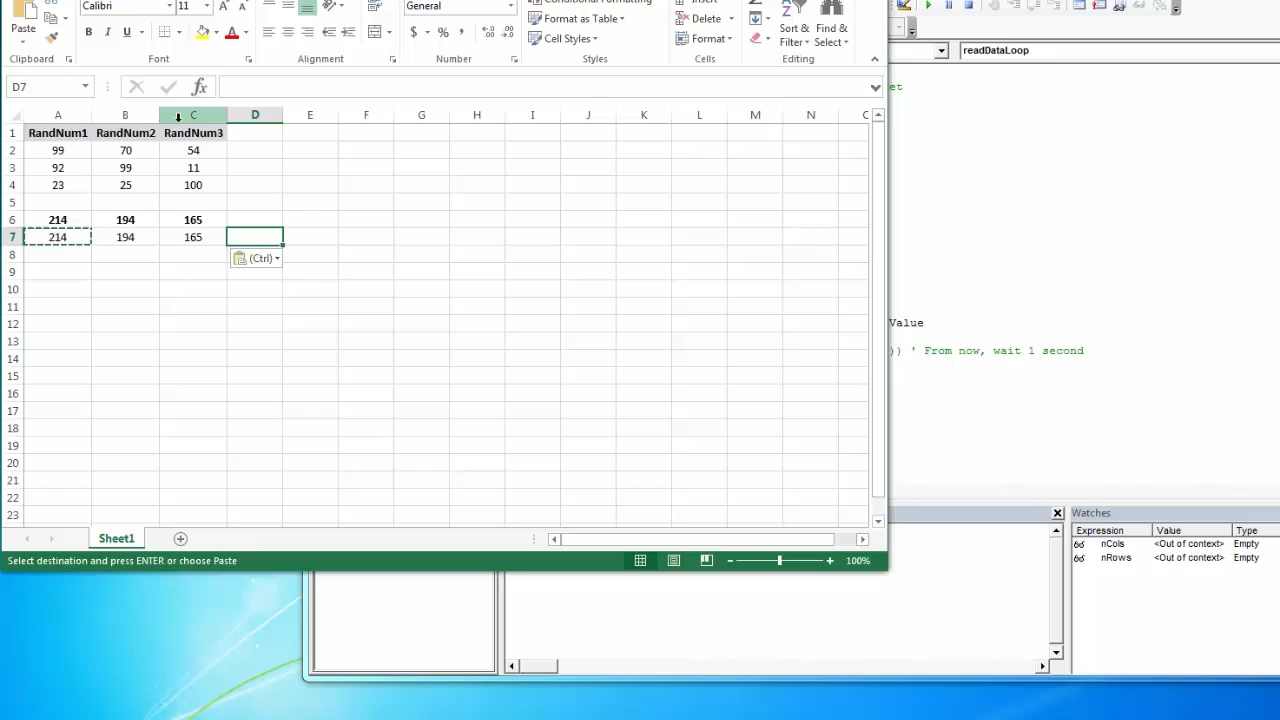 Calibri 11 General Conditional Formatting Insert
Paste Format as Table Delete Sort & Find &
B I U $ % , Cell Styles Format Filter Select
Clipboard Font Alignment Number Styles Cells Editing
readDataLoop
D7 fx
et
A B C D E F G H I J K L M N O
1 RandNum1 RandNum2 RandNum3
2 99 70 54
3 92 99 11
4 23 25 100
5
6 214 194 165
7 214 194 165
8 (Ctrl)
9
10
11
12
Value
13
14
)) ' From now, wait 1 second
15
16
17
18
19
20
21
22
23
Sheet1
Watches
Expression Value Type
nCols <Out of context> Empty
nRows <Out of context> Empty
Select destination and press ENTER or choose Paste 100%